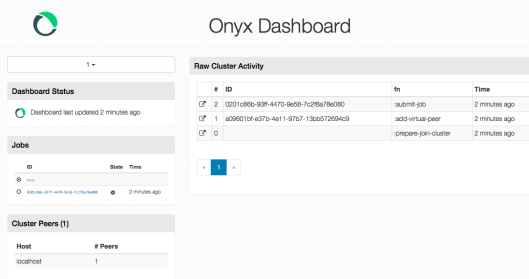 Onyx Dashboard
1
Dashboard Status
Dashboard last updated 2 minutes ago
Jobs
ID State Time
None
2 minutes ago
Cluster Peers (1)
Host # Peers
localhost 1
Raw Cluster Activity
# ID fn Time
2 0201c86b-93ff-4470-9e58-7c2f8a78e080 :submit-job 2 minutes ago
1 a09601bf-e37b-4e11-97b7-13bb572694c9 :add-virtual-peer 2 minutes ago
0 :prepare-join-cluster 2 minutes ago
« 1 »